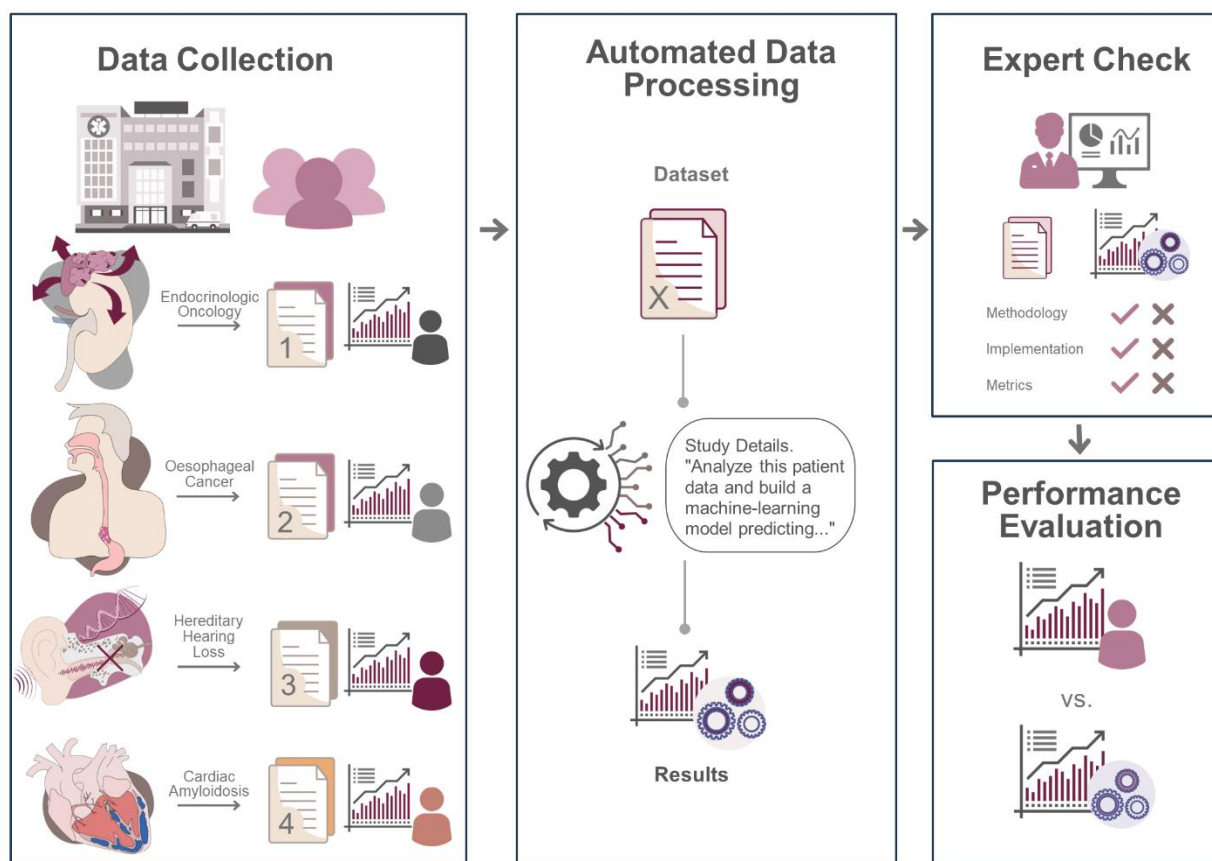 Data Collection
Endocrinologic
Oncology
1
Oesophageal
Cancer
2
Hereditary
Hearing
Loss
3
Cardiac
Amyloidosis
4
Automated Data
Processing
Dataset
X
Study Details.
"Analyze this patient
data and build a
machine-learning
model predicting..."
Results
Expert Check
Methodology
Implementation
Metrics
Performance
Evaluation
vs.